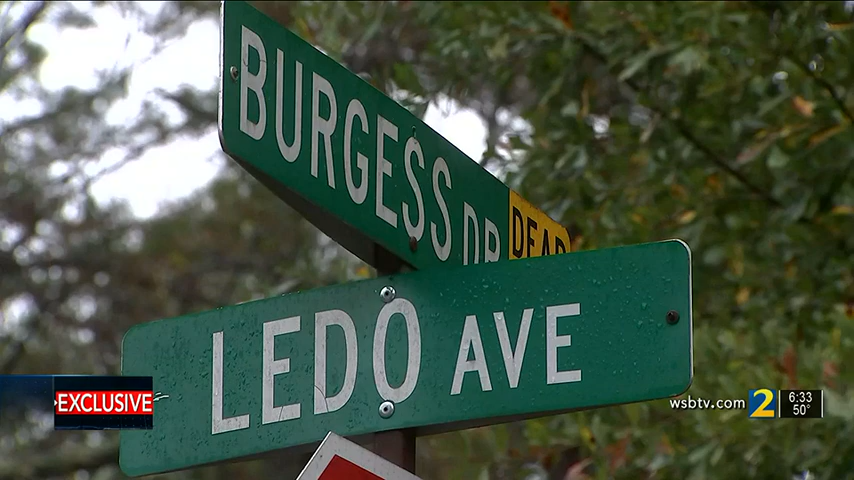 BURGESS DR
DEAD
LEDO AVE
EXCLUSIVE
wsbtv.com 2 6:33
50°